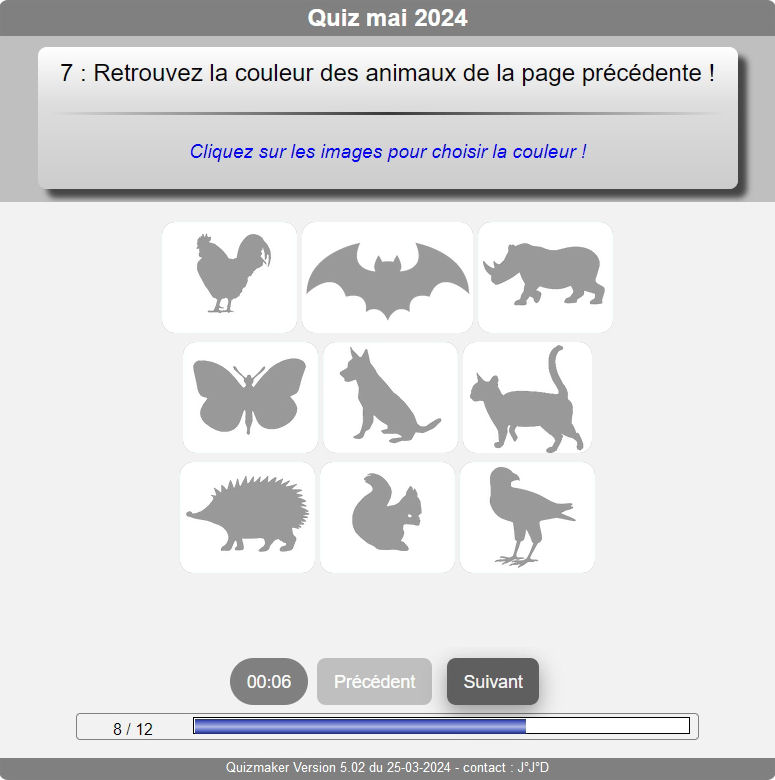 Quiz mai 2024
7 : Retrouvez la couleur des animaux de la page précédente !
Cliquez sur les images pour choisir la couleur !
00:06 Précédent Suivant
8 / 12
Quizmaker Version 5.02 du 25-03-2024 - contact : J°J°D